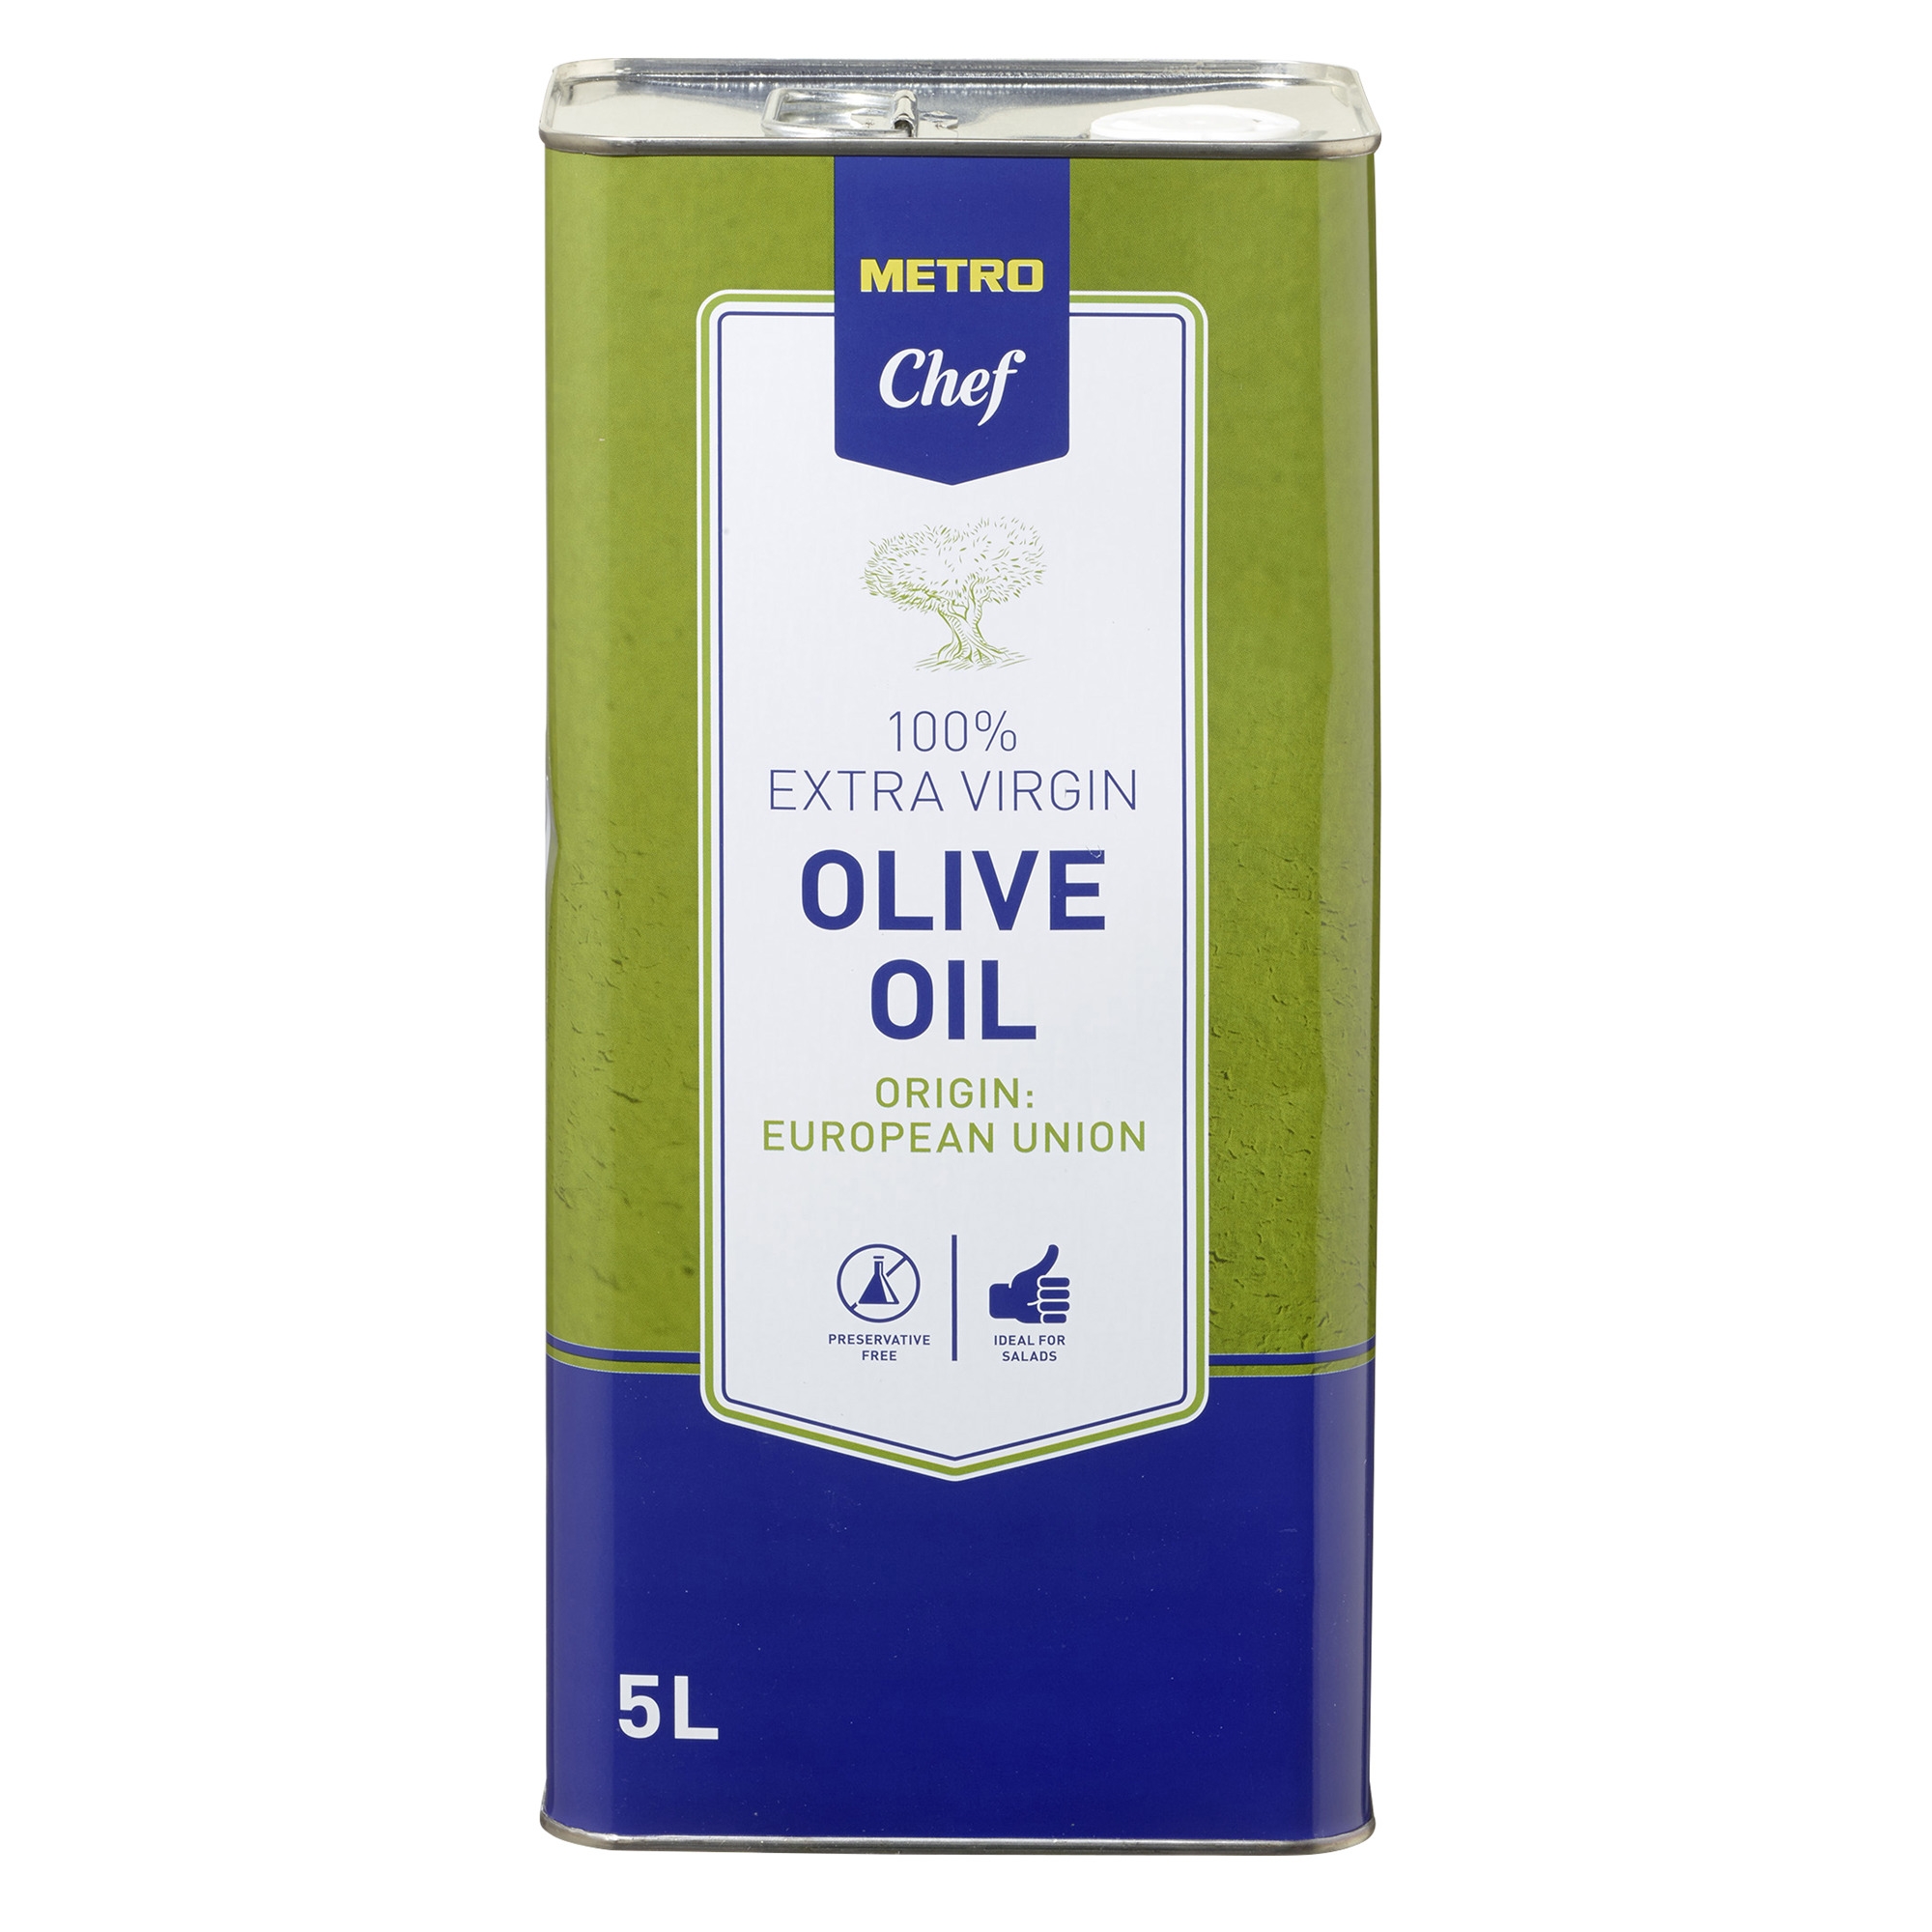 METRO
Chef
100%
EXTRA VIRGIN
OLIVE
OIL
ORIGIN:
EUROPEAN UNION
PRESERVATIVE
FREE
IDEAL FOR
SALADS
5L